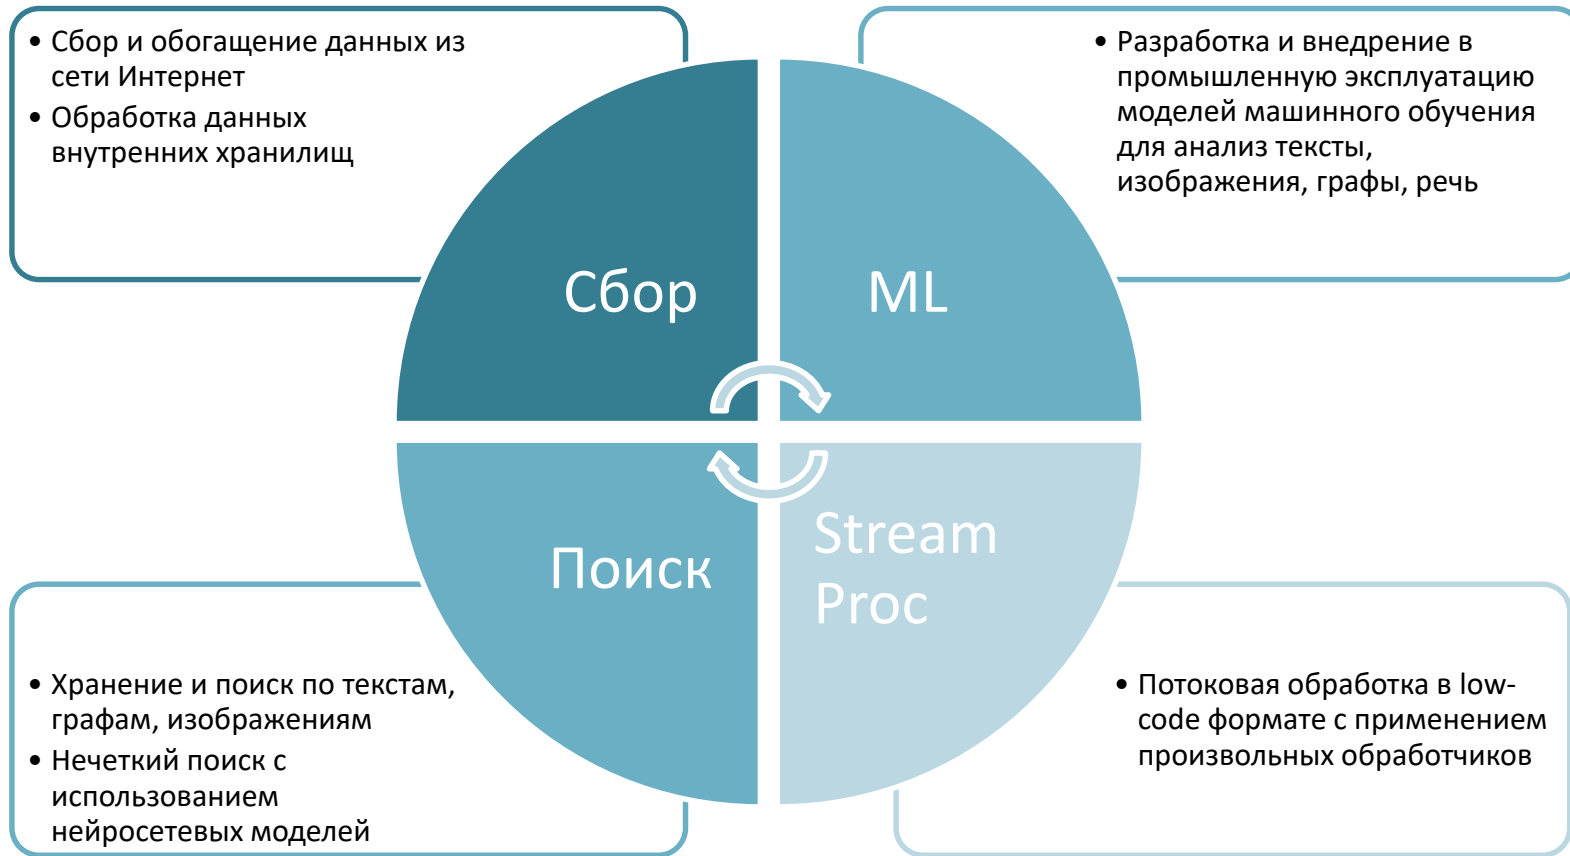 • Сбор и обогащение данных из
сети Интернет
• Обработка данных
внутренних хранилищ
• Разработка и внедрение в
промышленную эксплуатацию
моделей машинного обучения
для анализ тексты,
изображения, графы, речь
Сбор
ML
Поиск
Stream
Proc
• Хранение и поиск по текстам,
графам, изображениям
• Нечеткий поиск с
использованием
нейросетевых моделей
• Потоковая обработка в low-
code формате с применением
произвольных обработчиков